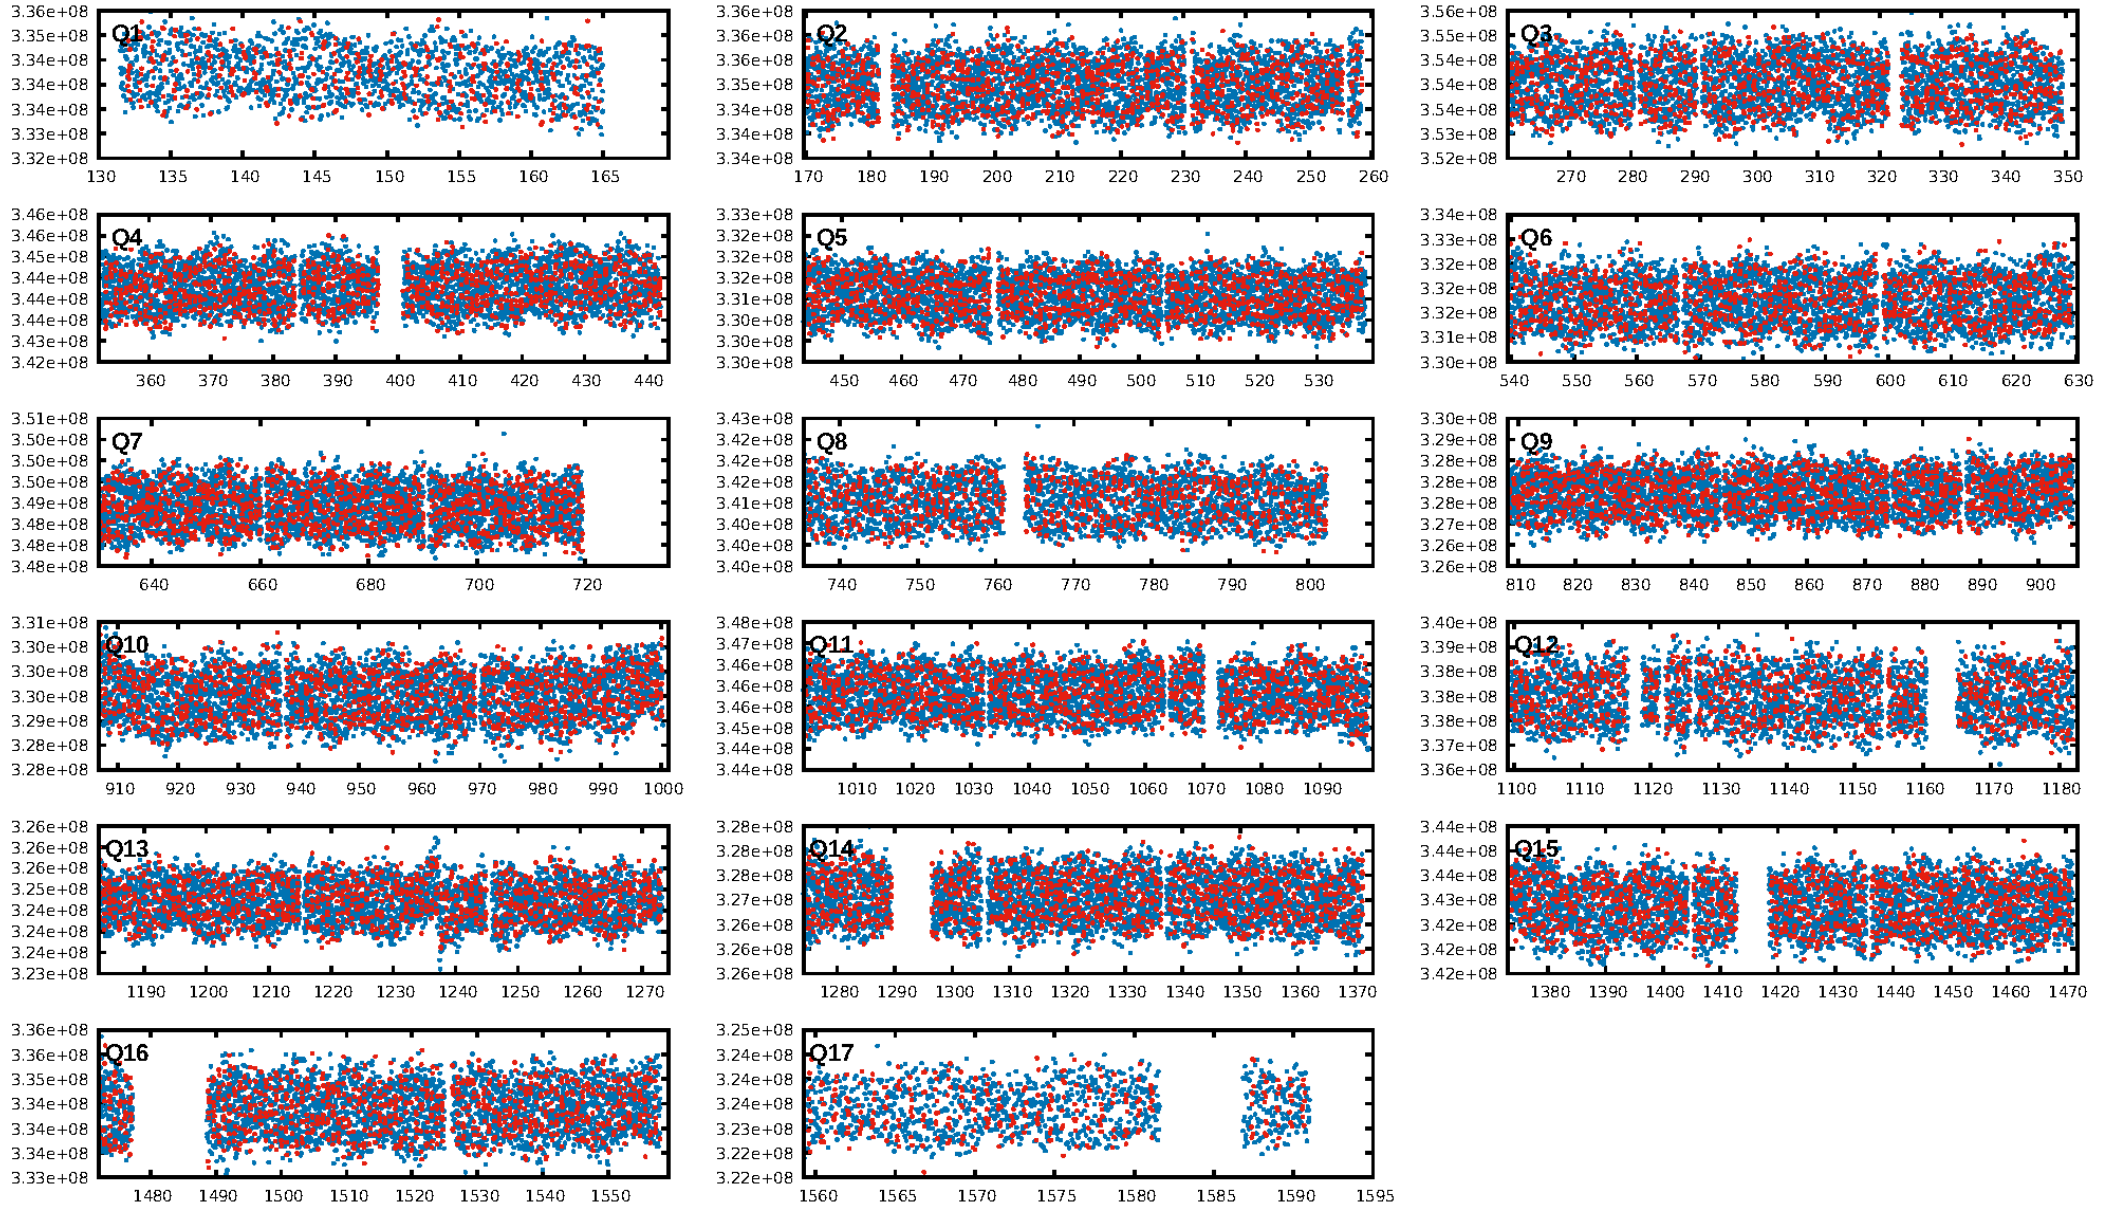 3.36e+08 3.35e+08 3.34e+08 3.34e+08 3.34e+08 3.33e+08 3.32e+08
Q1
130 135 140 145 150 155 160 165
3.36e+08 3.36e+08 3.36e+08 3.35e+08 3.34e+08 3.34e+08 3.34e+08
Q2
170 180 190 200 210 220 230 240 250 260
3.56e+08 3.55e+08 3.54e+08 3.54e+08 3.54e+08 3.53e+08 3.52e+08
Q3
270 280 290 300 310 320 330 340 350
3.46e+08 3.46e+08 3.45e+08 3.44e+08 3.44e+08 3.44e+08 3.43e+08 3.42e+08
Q4
360 370 380 390 400 410 420 430 440
3.33e+08 3.32e+08 3.32e+08 3.32e+08 3.31e+08 3.30e+08 3.30e+08 3.30e+08
Q5
450 460 470 480 490 500 510 520 530
3.34e+08 3.33e+08 3.32e+08 3.32e+08 3.32e+08 3.31e+08 3.30e+08
Q6
540 550 560 570 580 590 600 610 620 630
3.51e+08 3.50e+08 3.50e+08 3.50e+08 3.49e+08 3.48e+08 3.48e+08 3.48e+08
Q7
640 660 680 700 720
3.43e+08 3.42e+08 3.42e+08 3.42e+08 3.41e+08 3.40e+08 3.40e+08 3.40e+08
Q8
740 750 760 770 780 790 800
3.30e+08 3.29e+08 3.28e+08 3.28e+08 3.28e+08 3.27e+08 3.26e+08 3.26e+08
Q9
810 820 830 840 850 860 870 880 890 900
3.31e+08 3.30e+08 3.30e+08 3.30e+08 3.29e+08 3.28e+08 3.28e+08
Q10
910 920 930 940 950 960 970 980 990 1000
3.48e+08 3.47e+08 3.46e+08 3.46e+08 3.46e+08 3.45e+08 3.44e+08 3.44e+08
Q11
1010 1020 1030 1040 1050 1060 1070 1080 1090
3.40e+08 3.39e+08 3.38e+08 3.38e+08 3.38e+08 3.37e+08 3.36e+08
Q12
1100 1110 1120 1130 1140 1150 1160 1170 1180
3.26e+08 3.26e+08 3.26e+08 3.25e+08 3.24e+08 3.24e+08 3.24e+08 3.23e+08
Q13
1190 1200 1210 1220 1230 1240 1250 1260 1270
3.28e+08 3.28e+08 3.28e+08 3.27e+08 3.26e+08 3.26e+08 3.26e+08
Q14
1280 1290 1300 1310 1320 1330 1340 1350 1360 1370
3.44e+08 3.44e+08 3.44e+08 3.43e+08 3.42e+08 3.42e+08 3.42e+08
Q15
1380 1390 1400 1410 1420 1430 1440 1450 1460 1470
3.36e+08 3.36e+08 3.35e+08 3.34e+08 3.34e+08 3.34e+08 3.33e+08
Q16
1480 1490 1500 1510 1520 1530 1540 1550
3.25e+08 3.24e+08 3.24e+08 3.24e+08 3.23e+08 3.22e+08 3.22e+08
Q17
1560 1565 1570 1575 1580 1585 1590 1595